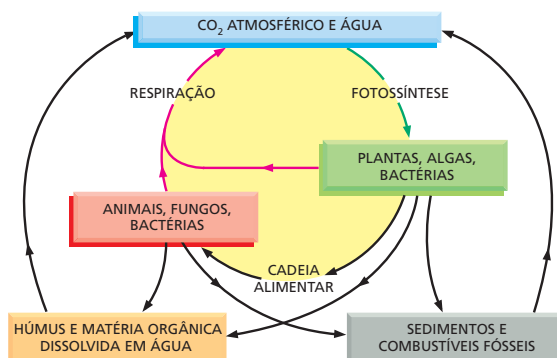 CO₂ ATMOSFÉRICO E ÁGUA
RESPIRAÇÃO
FOTOSSÍNTESE
PLANTAS, ALGAS,
BACTÉRIAS
ANIMAIS, FUNGOS,
BACTÉRIAS
CADEIA
ALIMENTAR
HÚMUS E MATÉRIA ORGÂNICA
DISSOLVIDA EM ÁGUA
SEDIMENTOS E
COMBUSTÍVEIS FÓSSEIS